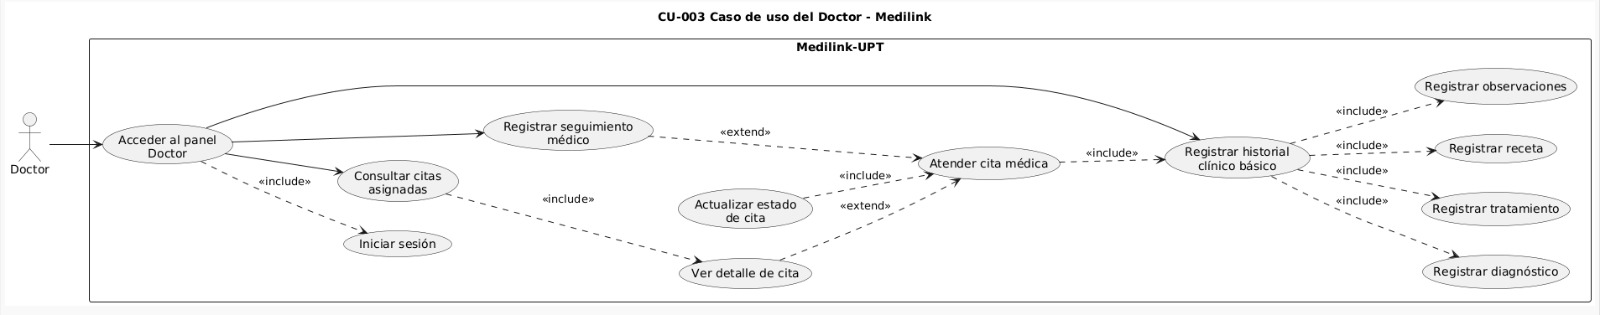 CU-003 Caso de uso del Doctor - Medilink
Medilink-UPT
Doctor
Acceder al panel
Doctor
«include»
Registrar seguimiento
médico
Consultar citas
asignadas
Iniciar sesión
«extend»
«include»
Actualizar estado
de cita
Ver detalle de cita
«include»
«extend»
Atender cita médica
«include»
Registrar historial
clínico básico
«include»
«include»
«include»
«include»
Registrar observaciones
Registrar receta
Registrar tratamiento
Registrar diagnóstico